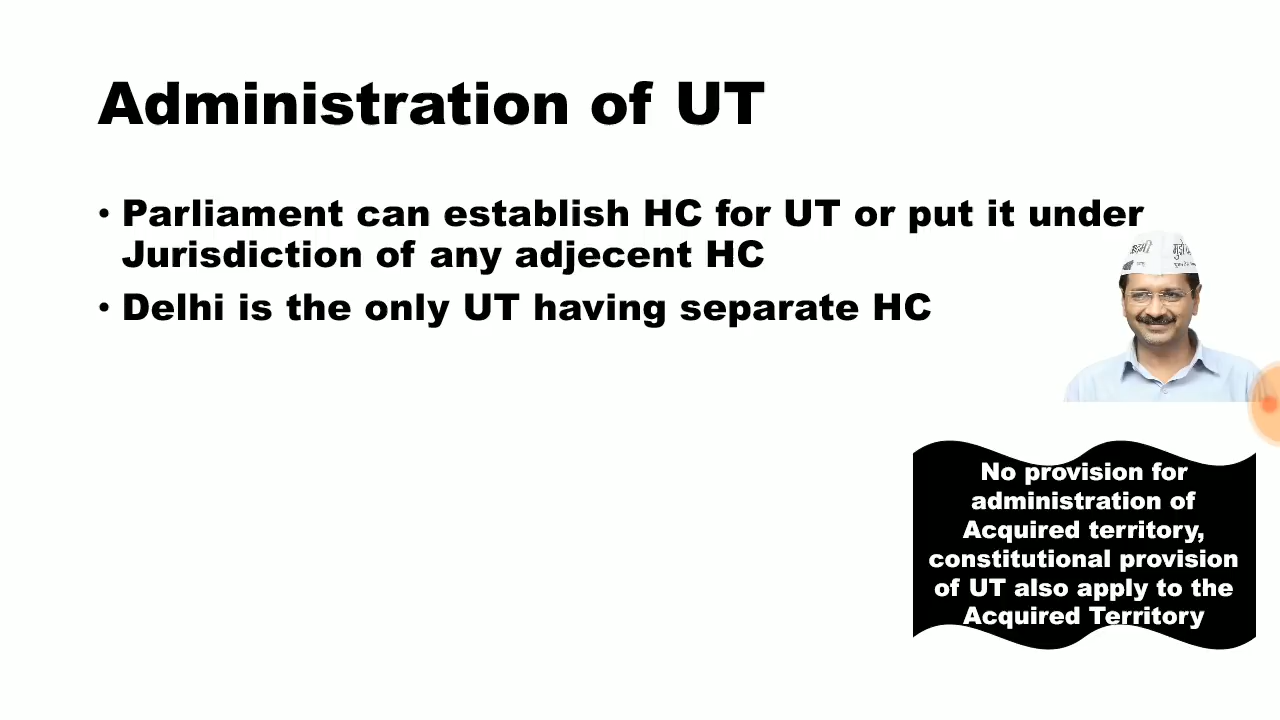 Administration of UT
• Parliament can establish HC for UT or put it under
Jurisdiction of any adjecent HC
• Delhi is the only UT having separate HC
No provision for
administration of
Acquired territory,
constitutional provision
of UT also apply to the
Acquired Territory